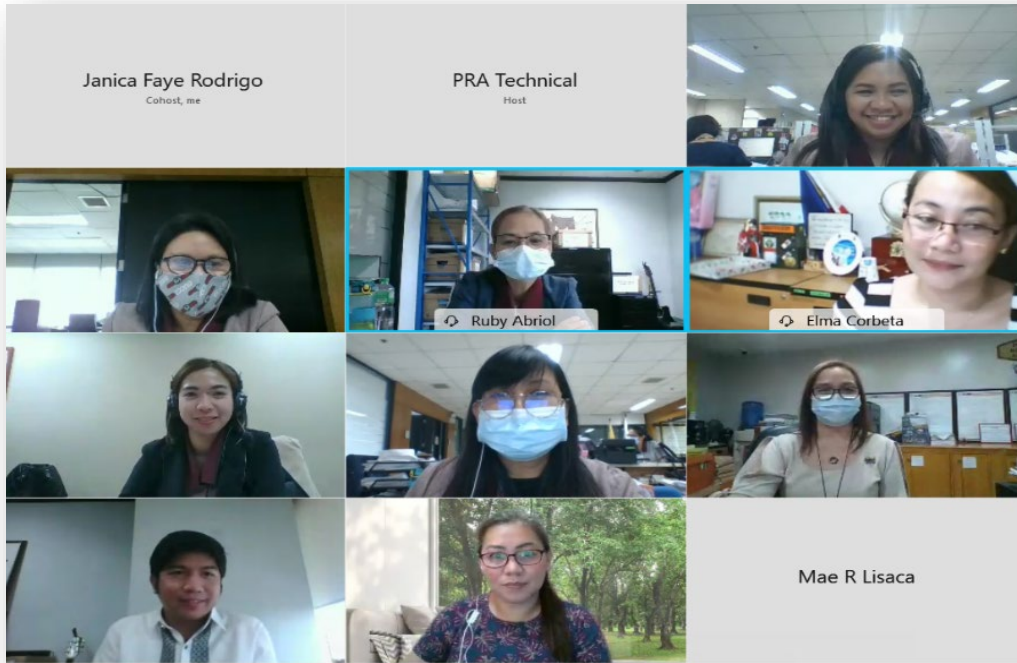 Janica Faye Rodrigo
Cohost, me
PRA Technical
Host
Ruby Abriol
Elma Corbeta
Mae R Lisaca